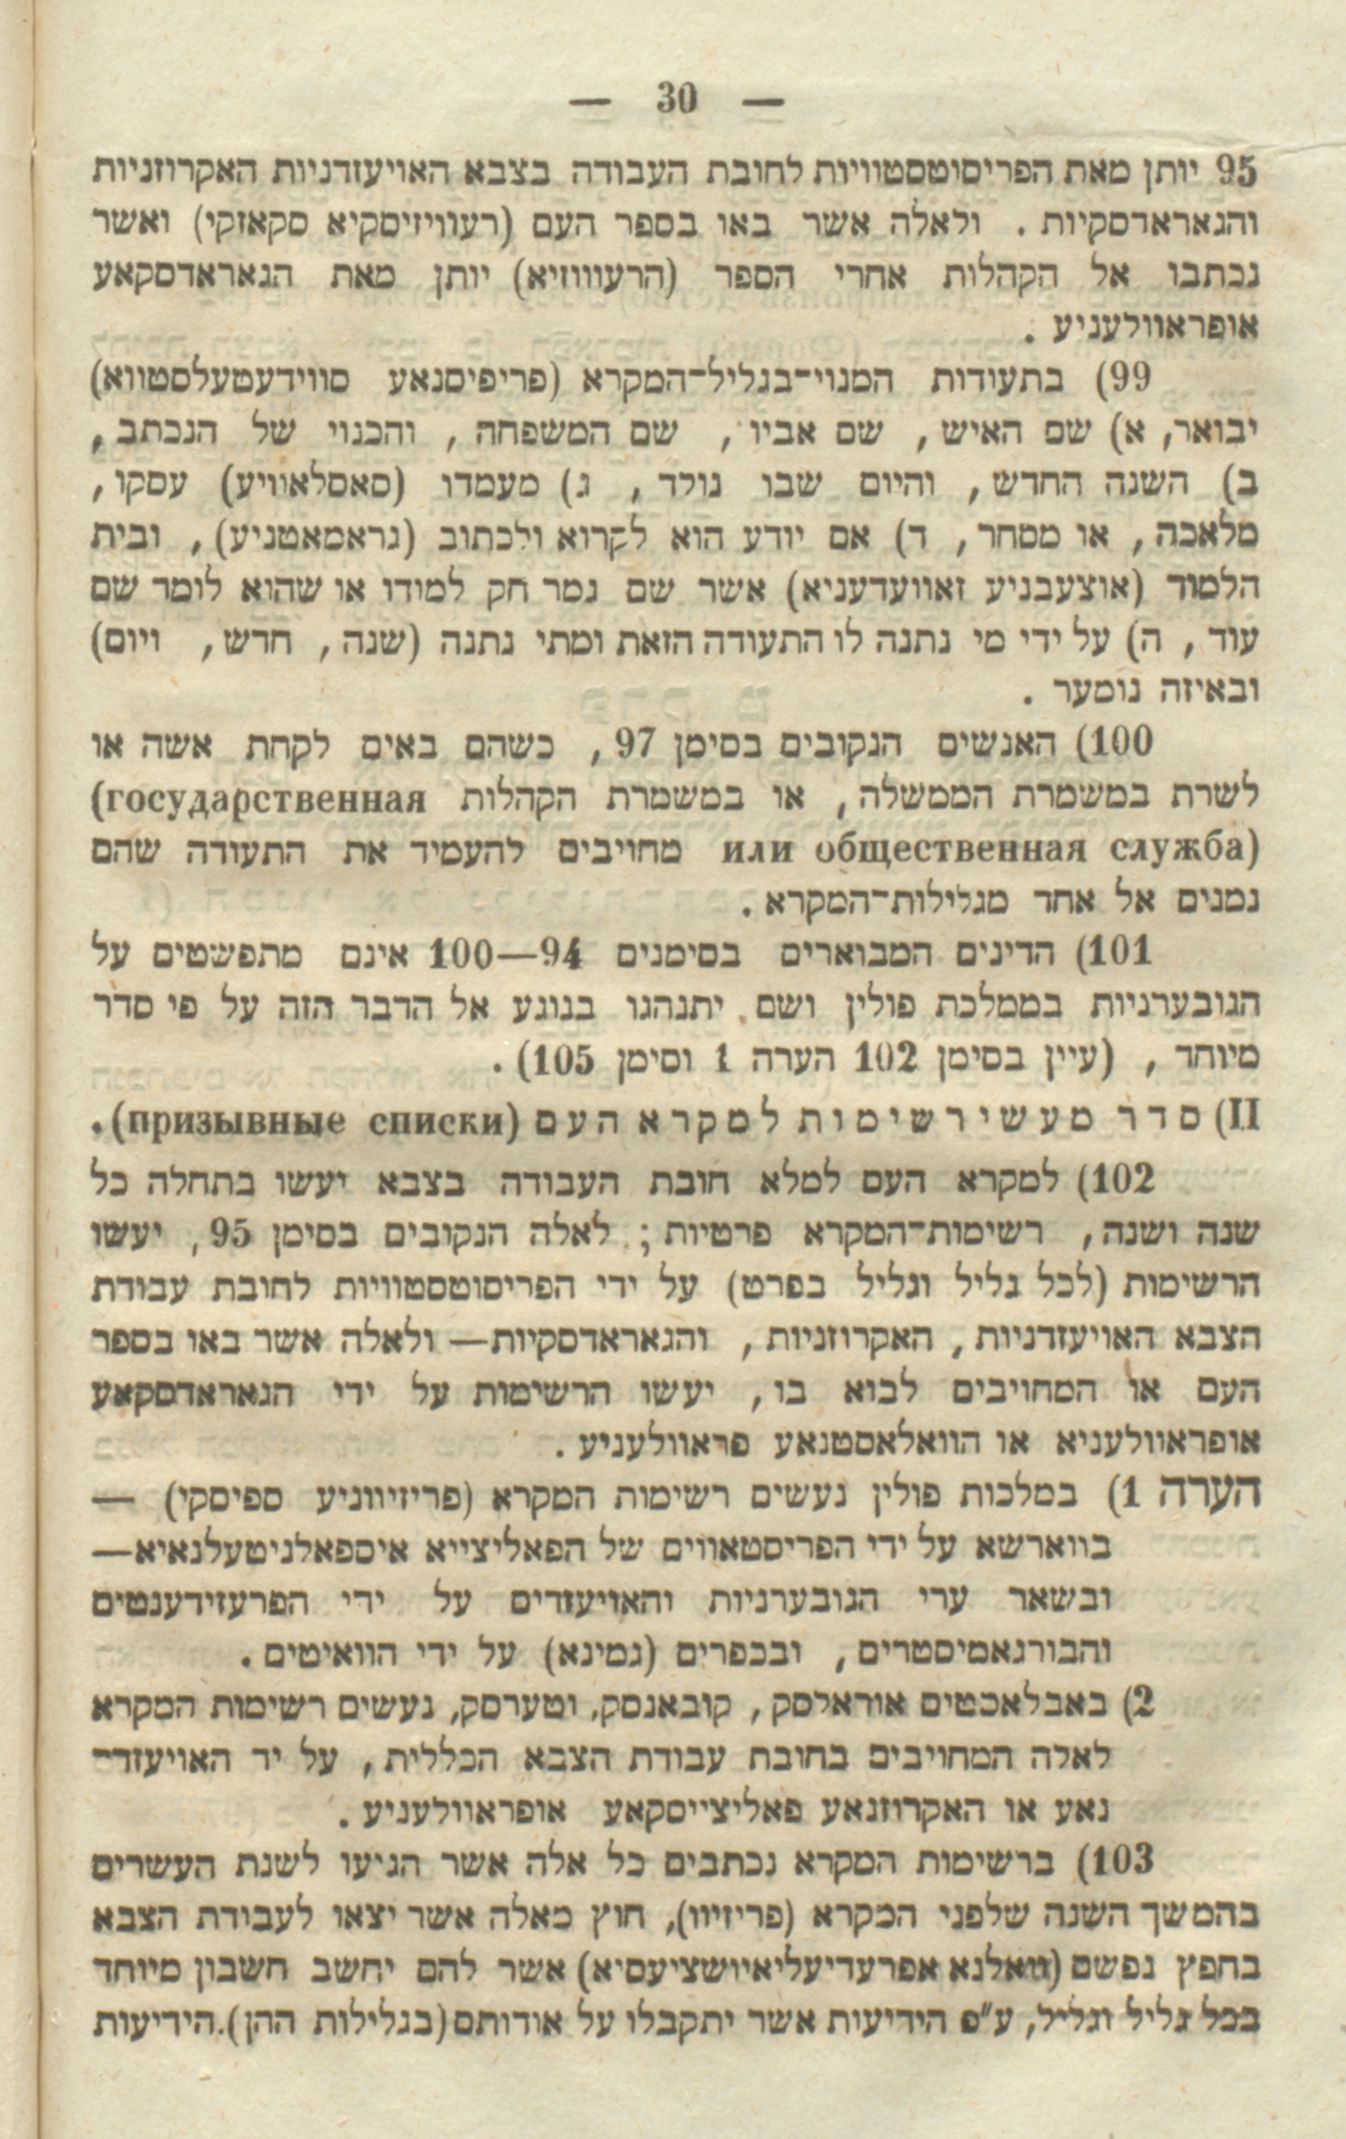 — 30 —
95 יותן מאת הפריסוטסטוויות לחובת העבודה בצבא האויעזדניות האקרוזניות
והגאראדסקיות . ולאלה אשר באו בספר העם (רעוויזיסקיא סקאזקי) ואשר
נכתבו אל הקהלות אחרי הספר (הרעוווזיא) יותן מאת הגאראדסקאע
אופראוולעניע .
99) בתעודות המנוי־בגליל־המקרא (פריפיסנאע סווידעטעלסטווא)
יבואר, א) שם האיש, שם אביו, שם המשפחה, והכנוי של הנכתב,
ב) השנה החדש, והיום שבו נולד, ג) מעמדו (סאסלאוויע) עסקו,
מלאכה, או מסחר, ד) אם יודע הוא לקרוא ולכתוב (גראמאטניע), ובית
הלמוד (אוצעבניע זאוועדעניא) אשר שם גמר חק למודו או שהוא לומר שם
עוד, ה) על ידי מי נתנה לו התעודה הזאת ומתי נתנה (שנה, חדש, ויום)
ובאיזה נומער .
100) האנשים הנקובים בסימן 97, כשהם באים לקחת אשה או
לשרת במשמרת הממשלה, או במשמרת הקהלות (государственная
или общественная служба) מחויבים להעמיד את התעודה שהם
נמנים אל אחד מגלילות־המקרא .
101) הדינים המבוארים בסימנים 94—100 אינם מתפשטים על
הגובערניות בממלכת פולין ושם יתנהגו בנוגע אל הדבר הזה על פי סדר
מיוחד, (עיין בסימן 102 הערה 1 וסימן 105) .
II) סדר מעשי רשימות למקרא העם (призывные списки) .
102) למקרא העם למלא חובת העבודה בצבא יעשו בתחלה כל
שנה ושנה, רשימות־המקרא פרטיות ; לאלה הנקובים בסימן 95, יעשו
הרשימות (לכל גליל וגליל בפרט) על ידי הפריסוטסטוויות לחובת עבודת
הצבא האויעזדניות, האקרוזניות, והגאראדסקיות — ולאלה אשר באו בספר
העם או המחויבים לבוא בו, יעשו הרשימות על ידי הגאראדסקאע
אופראוולעניא או הוואלאסטנאע פראוולעניע .
הערה 1) במלכות פולין נעשים רשימות המקרא (פריזיווניע ספיסקי) —
בווארשא על ידי הפריסטאווים של הפאליצייא איספאלניטעלנאיא —
ובשאר ערי הגובערניות והאויעזדים על ידי הפרעזידענטים
והבורגאמיסטרים, ובכפרים (גמינא) על ידי הוואיטים .
2) באבלאכטים אוראלסק, קובאנסק, וטערסק, נעשים רשימות המקרא
לאלה המחויבים בחובת עבודת הצבא הכללית, על יד האויעזד־
נאע או האקרוזנאע פאליצייסקאע אופראוולעניע .
103) ברשימות המקרא נכתבים כל אלה אשר הגיעו לשנת העשרים
בהמשך השנה שלפני המקרא (פריזיוו), חוץ מאלה אשר יצאו לעבודת הצבא
בחפץ נפשם (וואלנא אפרעדיעליאיושציעסיא) אשר להם יחשב חשבון מיוחד
בכל גליל וגליל, ע"פ הידיעות אשר יתקבלו על אודותם (בגלילות ההן). הידיעות